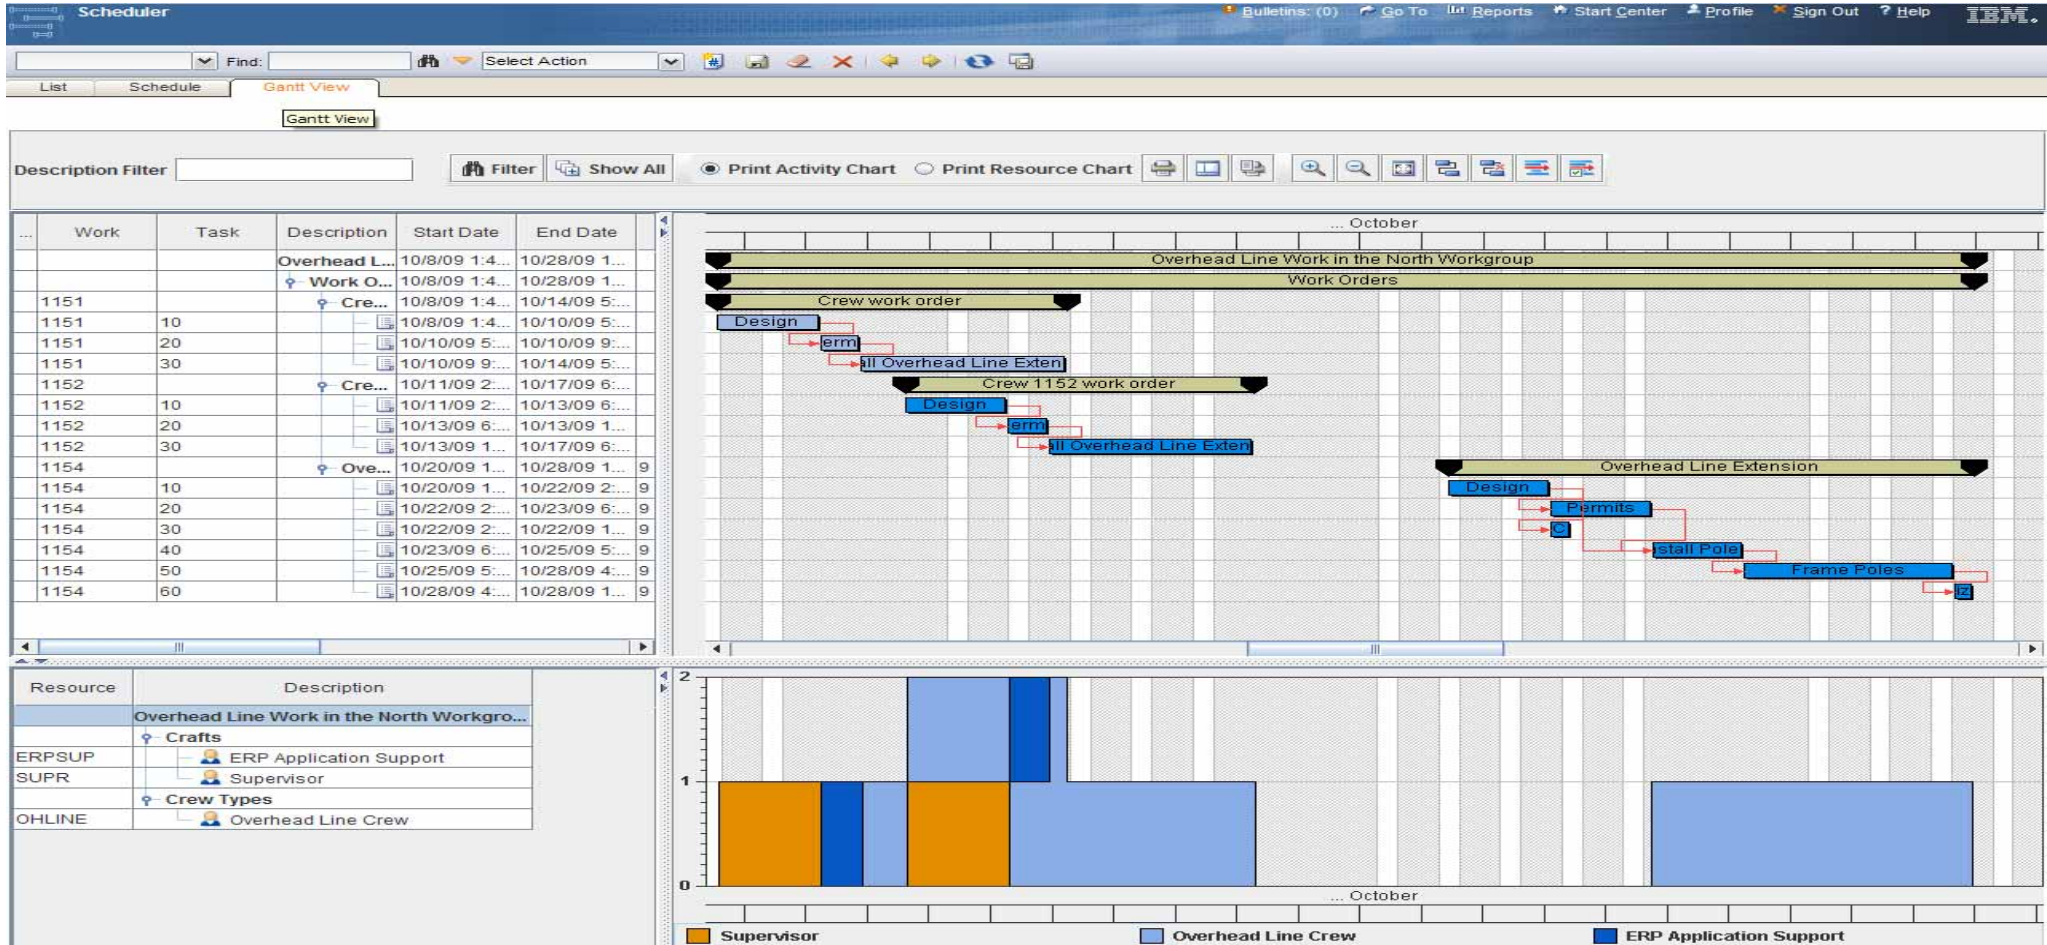 Scheduler
Bulletins: (0) Go To Reports Start Center Profile Sign Out ? Help IBM.
Find: Select Action
List Schedule Gantt View
Gantt View
Description Filter Filter Show All Print Activity Chart Print Resource Chart
... Work Task Description Start Date End Date
... October
Overhead L... 10/8/09 1:4... 10/28/09 1... Overhead Line Work in the North Workgroup
Work O... 10/8/09 1:4... 10/28/09 1... Work Orders
1151 Cre... 10/8/09 1:4... 10/14/09 5:... Crew work order
1151 10 10/8/09 1:4... 10/10/09 5:... Design
1151 20 10/10/09 5:... 10/10/09 9:... erm
1151 30 10/10/09 9:... 10/14/09 5:... all Overhead Line Exten
1152 Cre... 10/11/09 2:... 10/17/09 6:... Crew 1152 work order
1152 10 10/11/09 2:... 10/13/09 6:... Design
1152 20 10/13/09 6:... 10/13/09 1... erm
1152 30 10/13/09 1... 10/17/09 6:... all Overhead Line Exten
1154 Ove... 10/20/09 1... 10/28/09 1... 9 Overhead Line Extension
1154 10 10/20/09 1... 10/22/09 2:... 9 Design
1154 20 10/22/09 2:... 10/23/09 6:... 9 Permits
1154 30 10/22/09 2:... 10/22/09 1... 9 C
1154 40 10/23/09 6:... 10/25/09 5:... 9 stall Pole
1154 50 10/25/09 5:... 10/28/09 4:... 9 Frame Poles
1154 60 10/28/09 4:... 10/28/09 1... 9 iz
Resource Description
Overhead Line Work in the North Workgro...
Crafts
ERPSUP ERP Application Support
SUPR Supervisor
Crew Types
OHLINE Overhead Line Crew
2
1
0
... October
Supervisor Overhead Line Crew ERP Application Support